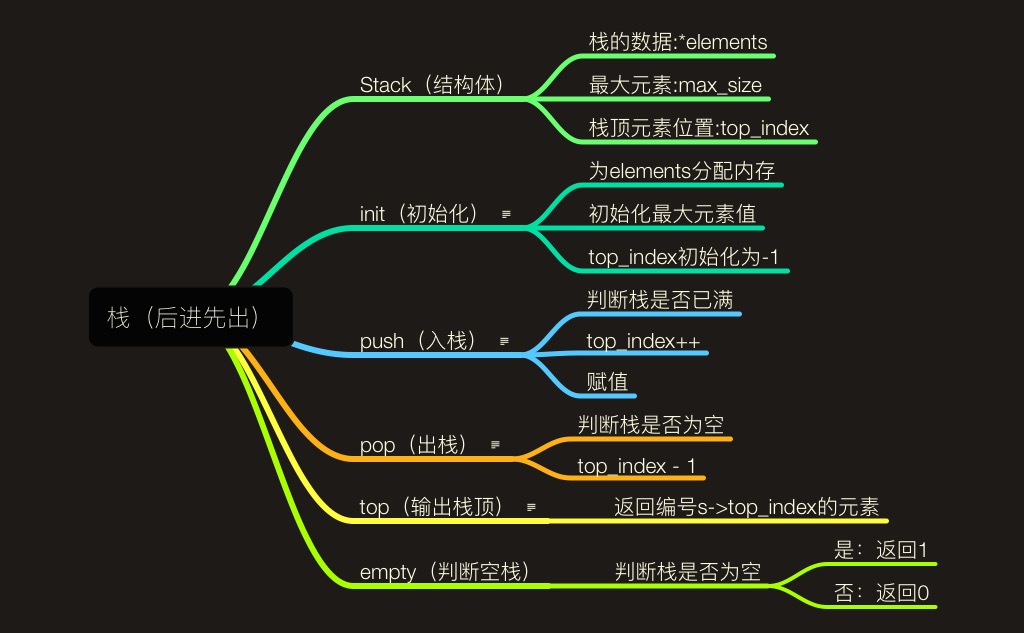 栈（后进先出）
Stack（结构体）
栈的数据:*elements
最大元素:max_size
栈顶元素位置:top_index
init（初始化）
为elements分配内存
初始化最大元素值
top_index初始化为-1
push（入栈）
判断栈是否已满
top_index++
赋值
pop（出栈）
判断栈是否为空
top_index - 1
top（输出栈顶）
返回编号s->top_index的元素
empty（判断空栈）
判断栈是否为空
是：返回1
否：返回0